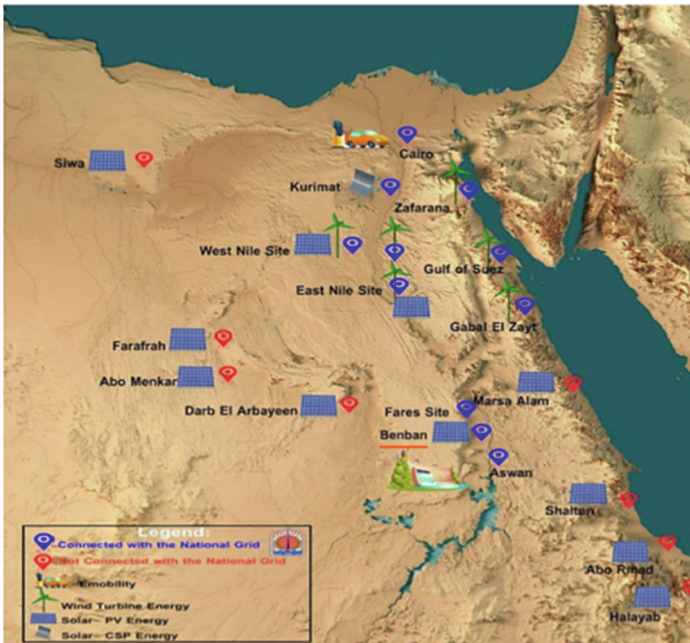 Cairo
Siwa
Kurimat
Zafarana
West Nile Site
Gulf of Suez
East Nile Site
Gabal El Zayt
Farafrah
Abo Menkar
Marsa Alam
Darb El Arbayeen
Fares Site
Benban
Aswan
Shalten
Abo Rmad
Halayab
Legend:
Connected with the National Grid
Not Connected with the National Grid
Emobility
Wind Turbine Energy
Solar- PV Energy
Solar- CSP Energy